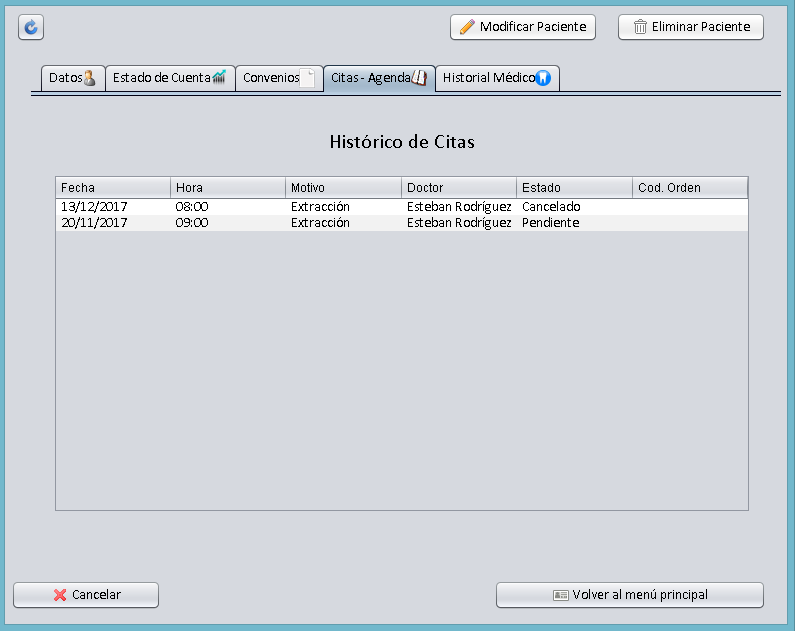 Modificar Paciente Eliminar Paciente
Datos Estado de Cuenta Convenios Citas - Agenda Historial Médico
Histórico de Citas
Fecha Hora Motivo Doctor Estado Cod. Orden
13/12/2017 08:00 Extracción Esteban Rodríguez Cancelado
20/11/2017 09:00 Extracción Esteban Rodríguez Pendiente
Cancelar Volver al menú principal